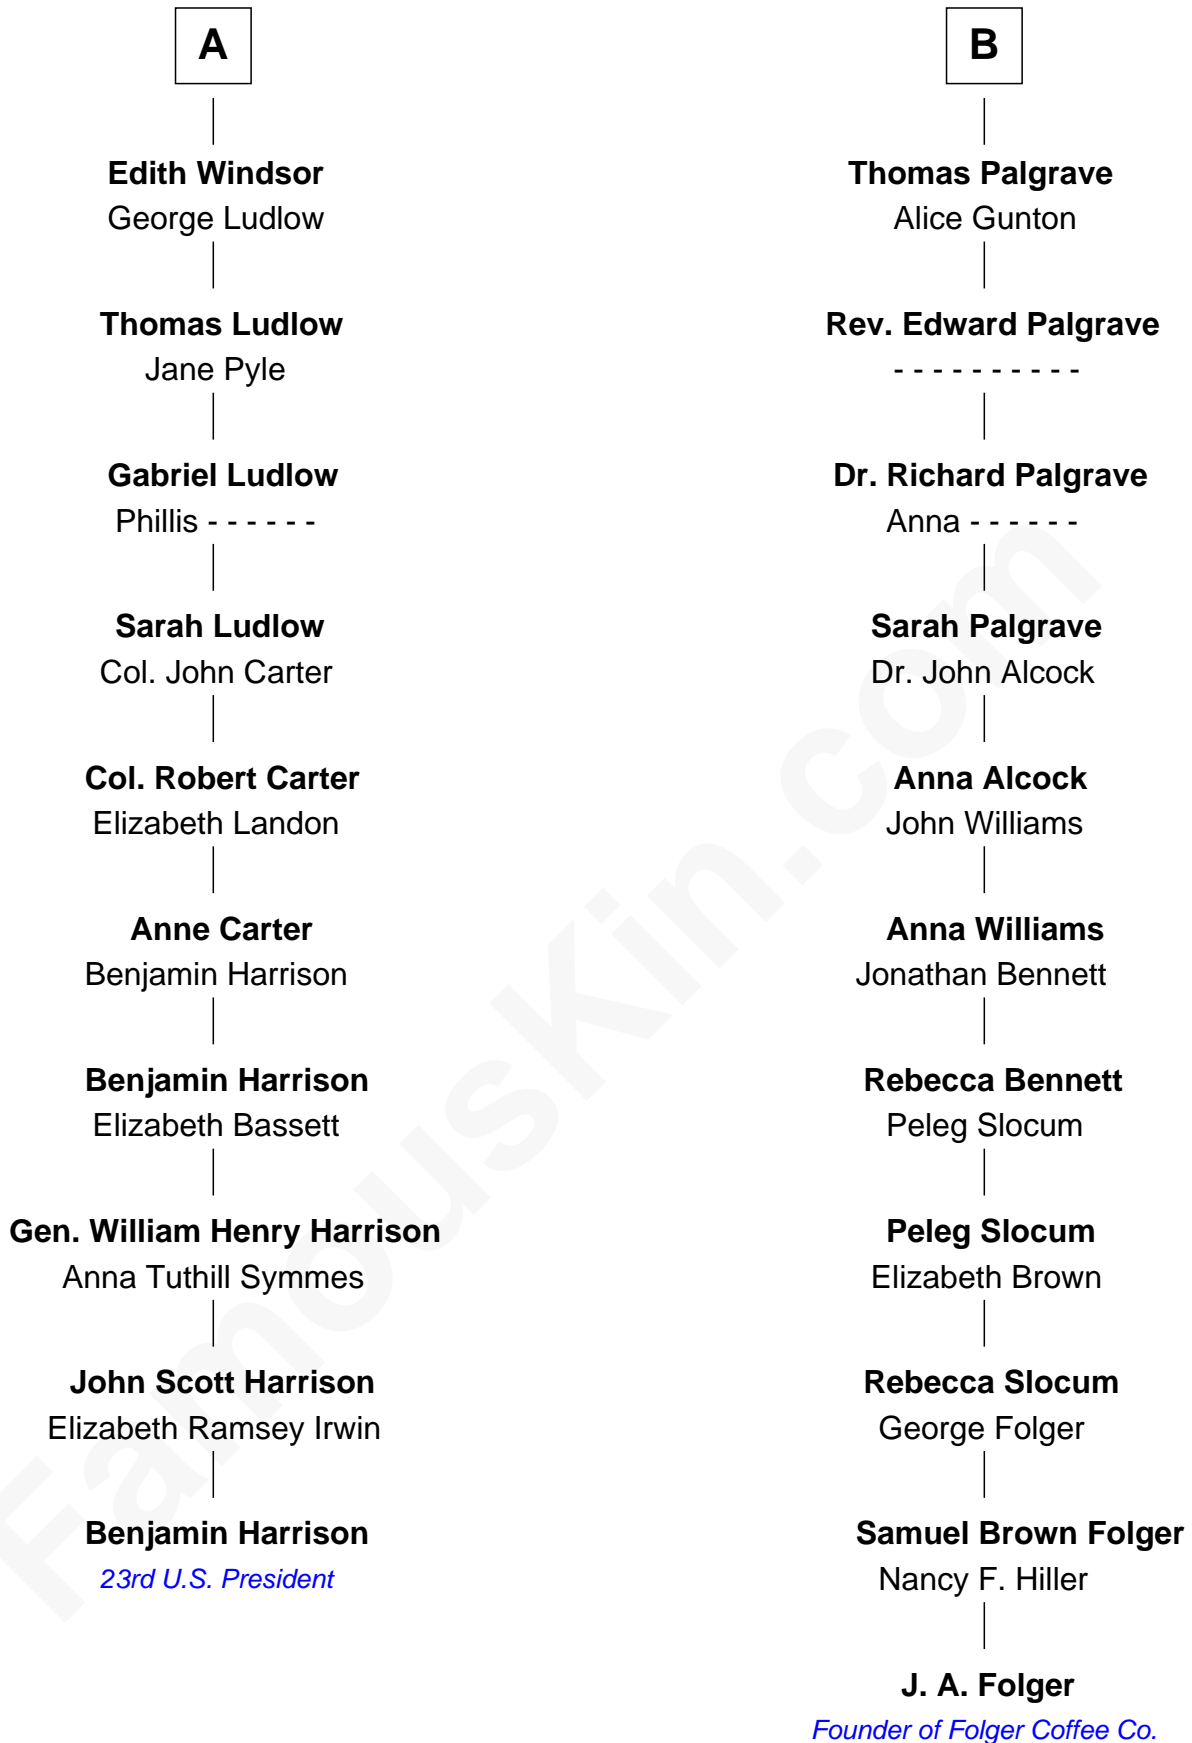 A
Edith Windsor
George Ludlow
Thomas Ludlow
Jane Pyle
Gabriel Ludlow
Phillis - - - - - -
Sarah Ludlow
Col. John Carter
Col. Robert Carter
Elizabeth Landon
Anne Carter
Benjamin Harrison
Benjamin Harrison
Elizabeth Bassett
Gen. William Henry Harrison
Anna Tuthill Symmes
John Scott Harrison
Elizabeth Ramsey Irwin
Benjamin Harrison
23rd U.S. President
B
Thomas Palgrave
Alice Gunton
Rev. Edward Palgrave
- - - - - - - - - -
Dr. Richard Palgrave
Anna - - - - - -
Sarah Palgrave
Dr. John Alcock
Anna Alcock
John Williams
Anna Williams
Jonathan Bennett
Rebecca Bennett
Peleg Slocum
Peleg Slocum
Elizabeth Brown
Rebecca Slocum
George Folger
Samuel Brown Folger
Nancy F. Hiller
J. A. Folger
Founder of Folger Coffee Co.
FamousKin.com